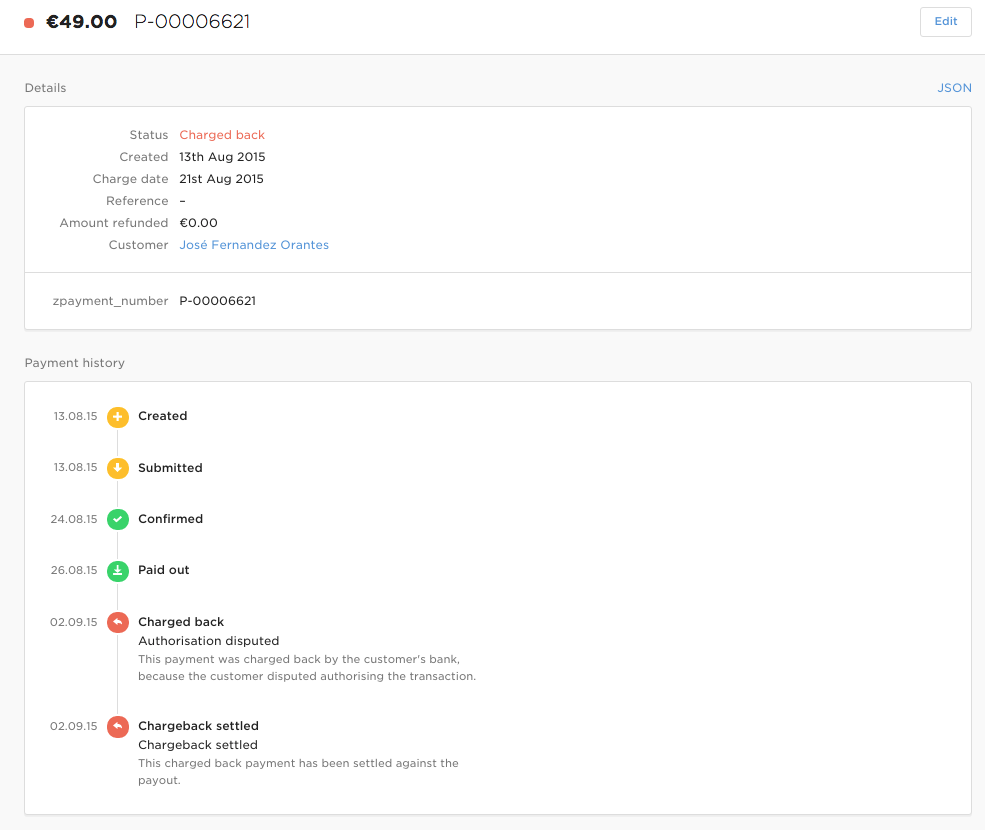 €49.00 P-00006621 Edit
Details JSON
Status Charged back
Created 13th Aug 2015
Charge date 21st Aug 2015
Reference –
Amount refunded €0.00
Customer José Fernandez Orantes
zpayment_number P-00006621
Payment history
13.08.15 Created
13.08.15 Submitted
24.08.15 Confirmed
26.08.15 Paid out
02.09.15 Charged back
Authorisation disputed
This payment was charged back by the customer's bank,
because the customer disputed authorising the transaction.
02.09.15 Chargeback settled
Chargeback settled
This charged back payment has been settled against the
payout.